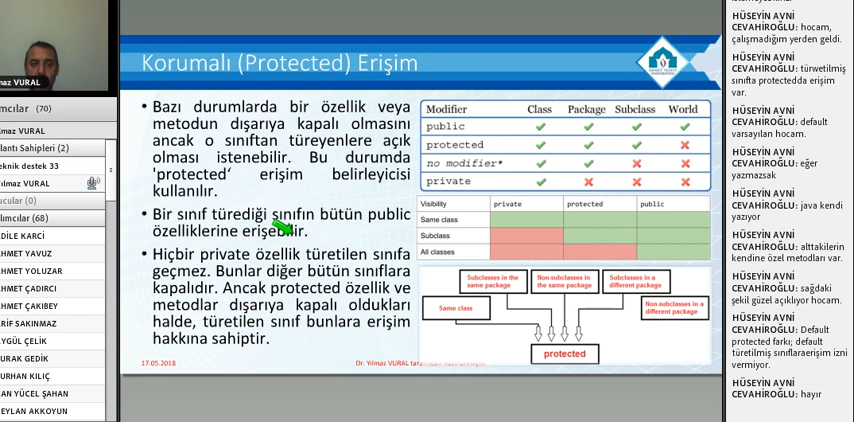 maz VURAL
mcılar (70)
lmaz VURAL
lantı Sahipleri (2)
eknik destek 33
ılmaz VURAL
ucular (0)
lımcılar (68)
ADİLE KARCİ
HMET YAVUZ
HMET YOLUZAR
HMET ÇADIRCI
HMET ÇAKIBEY
RİF SAKINMAZ
YGÜL ÇELİK
URAK GEDİK
URHAN KILIÇ
AN YÜCEL ŞAHAN
EYLAN AKKOYUN
Korumalı (Protected) Erişim
• Bazı durumlarda bir özellik veya
metodun dışarıya kapalı olmasını
ancak o sınıftan türeyenlere açık
olması istenebilir. Bu durumda
'protected' erişim belirleyicisi
kullanılır.
• Bir sınıf türediği sınıfın bütün public
özelliklerine erişebilir.
• Hiçbir private özellik türetilen sınıfa
geçmez. Bunlar diğer bütün sınıflara
kapalıdır. Ancak protected özellik ve
metodlar dışarıya kapalı oldukları
halde, türetilen sınıf bunlara erişim
hakkına sahiptir.
Modifier Class Package Subclass World
public ✓ ✓ ✓ ✓
protected ✓ ✓ ✓ ✗
no modifier* ✓ ✓ ✗ ✗
private ✓ ✗ ✗ ✗
Visibility private protected public
Same class
Subclass
All classes
Subclasses in the
same package
Non-subclasses in
the same package
Subclasses in a
different package
Same class
Non-subclasses in
a different package
protected
17.05.2018
Dr. Yılmaz VURAL
HÜSEYİN AVNİ
CEVAHİROĞLU: hocam,
çalışmadığım yerden geldi.
HÜSEYİN AVNİ
CEVAHİROĞLU: türwetilmiş
sınıfta protectedda erişim
var.
HÜSEYİN AVNİ
CEVAHİROĞLU: default
varsayılan hocam.
HÜSEYİN AVNİ
CEVAHİROĞLU: eğer
yazmazsak
HÜSEYİN AVNİ
CEVAHİROĞLU: java kendi
yazıyor
HÜSEYİN AVNİ
CEVAHİROĞLU: alttakilerin
kendine özel metodları var.
HÜSEYİN AVNİ
CEVAHİROĞLU: sağdaki
şekil güzel açıklıyor hocam.
HÜSEYİN AVNİ
CEVAHİROĞLU: Default
protected farkı; default
türetilmiş sınıflaraerişim izni
vermiyor.
HÜSEYİN AVNİ
CEVAHİROĞLU: hayır